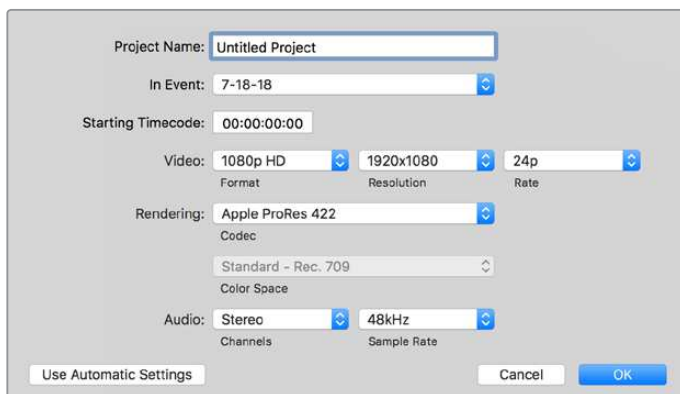 Project Name: Untitled Project
In Event: 7-18-18
Starting Timecode: 00:00:00:00
Video: 1080p HD 1920x1080 24p
Format Resolution Rate
Rendering: Apple ProRes 422
Codec
Standard - Rec. 709
Color Space
Audio: Stereo 48kHz
Channels Sample Rate
Use Automatic Settings Cancel OK